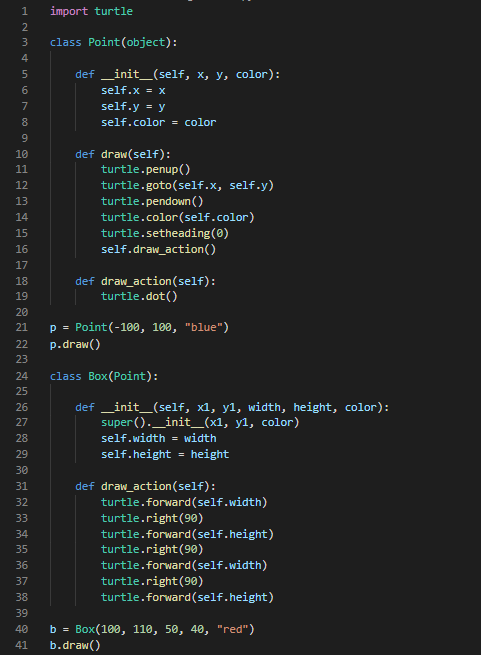 1 import turtle
2
3 class Point(object):
4
5     def __init__(self, x, y, color):
6         self.x = x
7         self.y = y
8         self.color = color
9
10     def draw(self):
11         turtle.penup()
12         turtle.goto(self.x, self.y)
13         turtle.pendown()
14         turtle.color(self.color)
15         turtle.setheading(0)
16         self.draw_action()
17
18     def draw_action(self):
19         turtle.dot()
20
21 p = Point(-100, 100, "blue")
22 p.draw()
23
24 class Box(Point):
25
26     def __init__(self, x1, y1, width, height, color):
27         super().__init__(x1, y1, color)
28         self.width = width
29         self.height = height
30
31     def draw_action(self):
32         turtle.forward(self.width)
33         turtle.right(90)
34         turtle.forward(self.height)
35         turtle.right(90)
36         turtle.forward(self.width)
37         turtle.right(90)
38         turtle.forward(self.height)
39
40 b = Box(100, 110, 50, 40, "red")
41 b.draw()